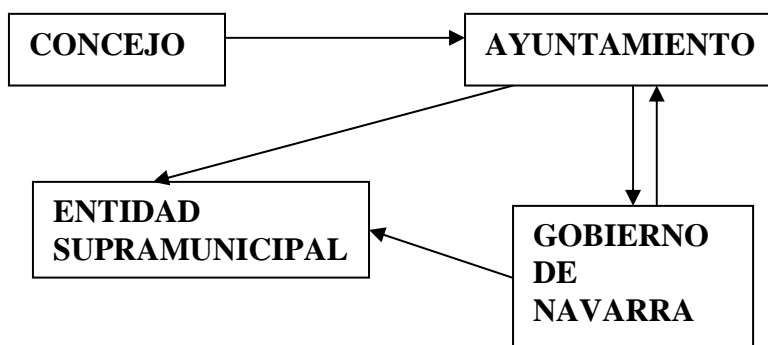 CONCEJO
AYUNTAMIENTO
ENTIDAD
SUPRAMUNICIPAL
GOBIERNO
DE
NAVARRA